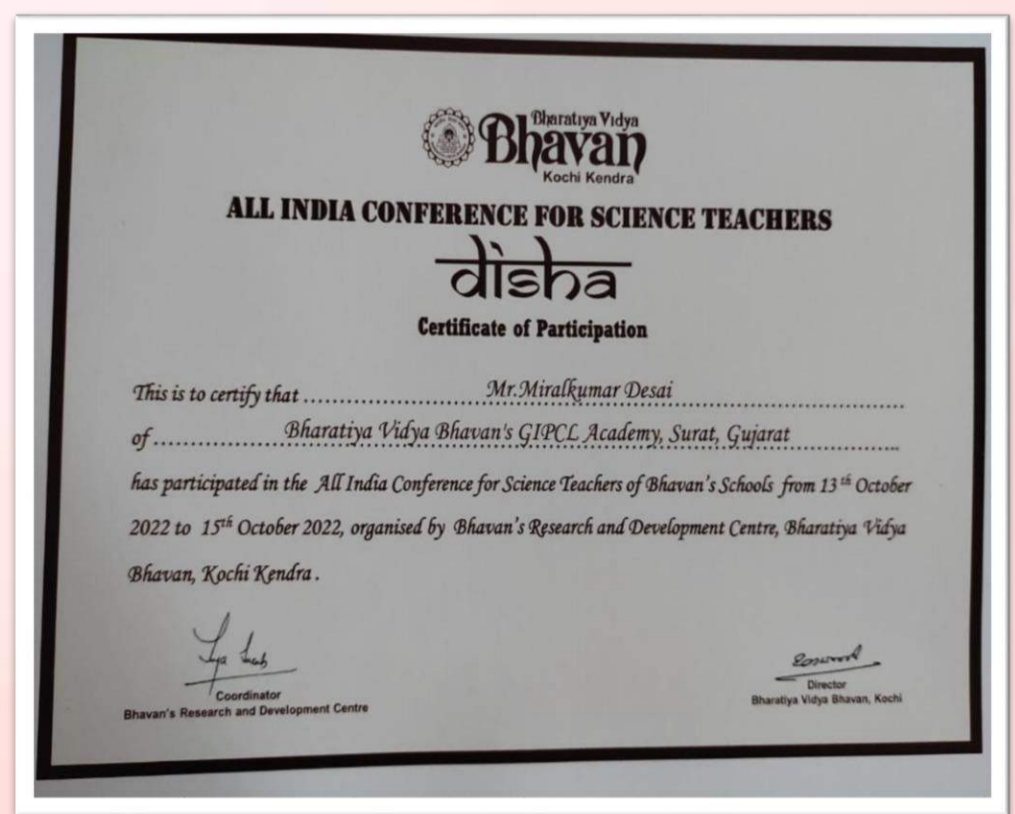 Bharatiya Vidya
Bhavan
Kochi Kendra
ALL INDIA CONFERENCE FOR SCIENCE TEACHERS
disha
Certificate of Participation
This is to certify that ........................ Mr.Miralkumar Desai ........................
of ................ Bharatiya Vidya Bhavan's GIPCL Academy, Surat, Gujarat ................
has participated in the All India Conference for Science Teachers of Bhavan's Schools from 13th October
2022 to 15th October 2022, organised by Bhavan's Research and Development Centre, Bharatiya Vidya
Bhavan, Kochi Kendra .
Coordinator
Bhavan's Research and Development Centre
Director
Bharatiya Vidya Bhavan, Kochi